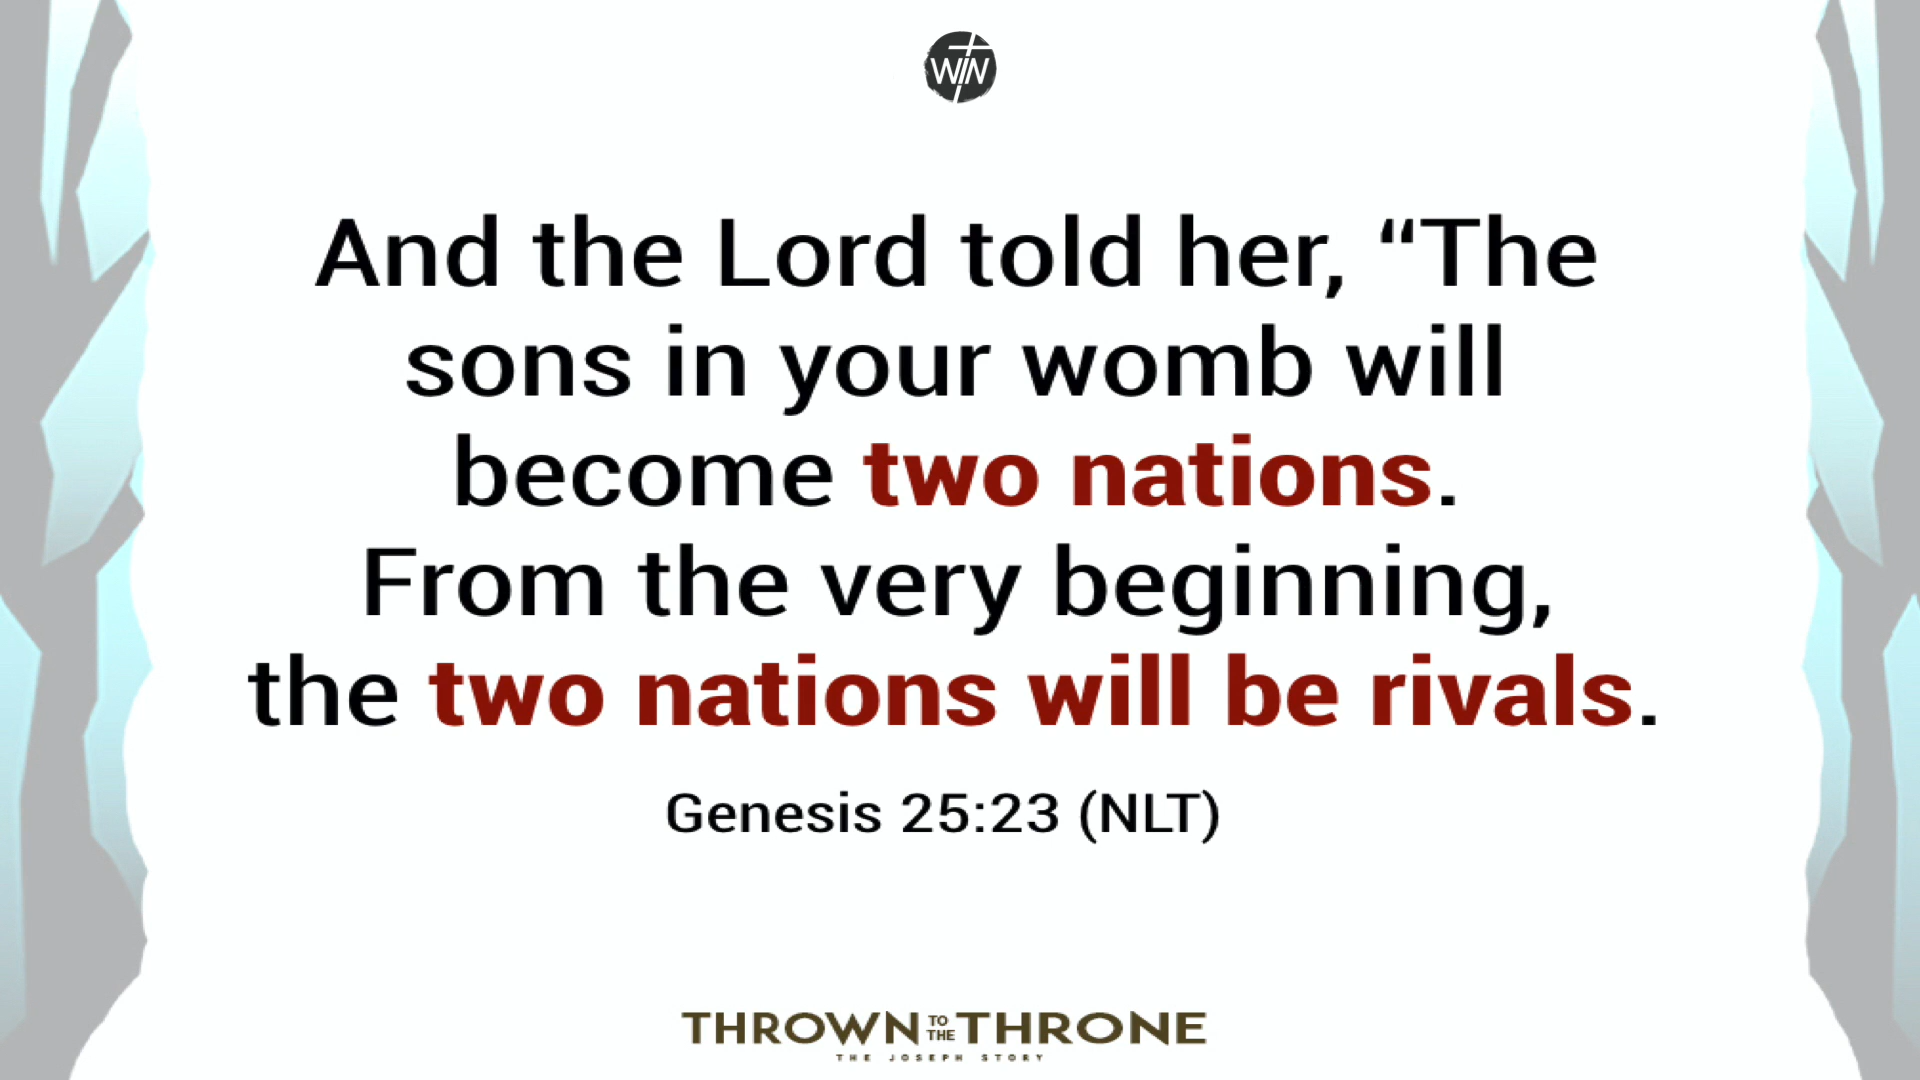 WIN
And the Lord told her, “The
sons in your womb will
become two nations.
From the very beginning,
the two nations will be rivals.
Genesis 25:23 (NLT)
THROWN TO THE THRONE
THE JOSEPH STORY